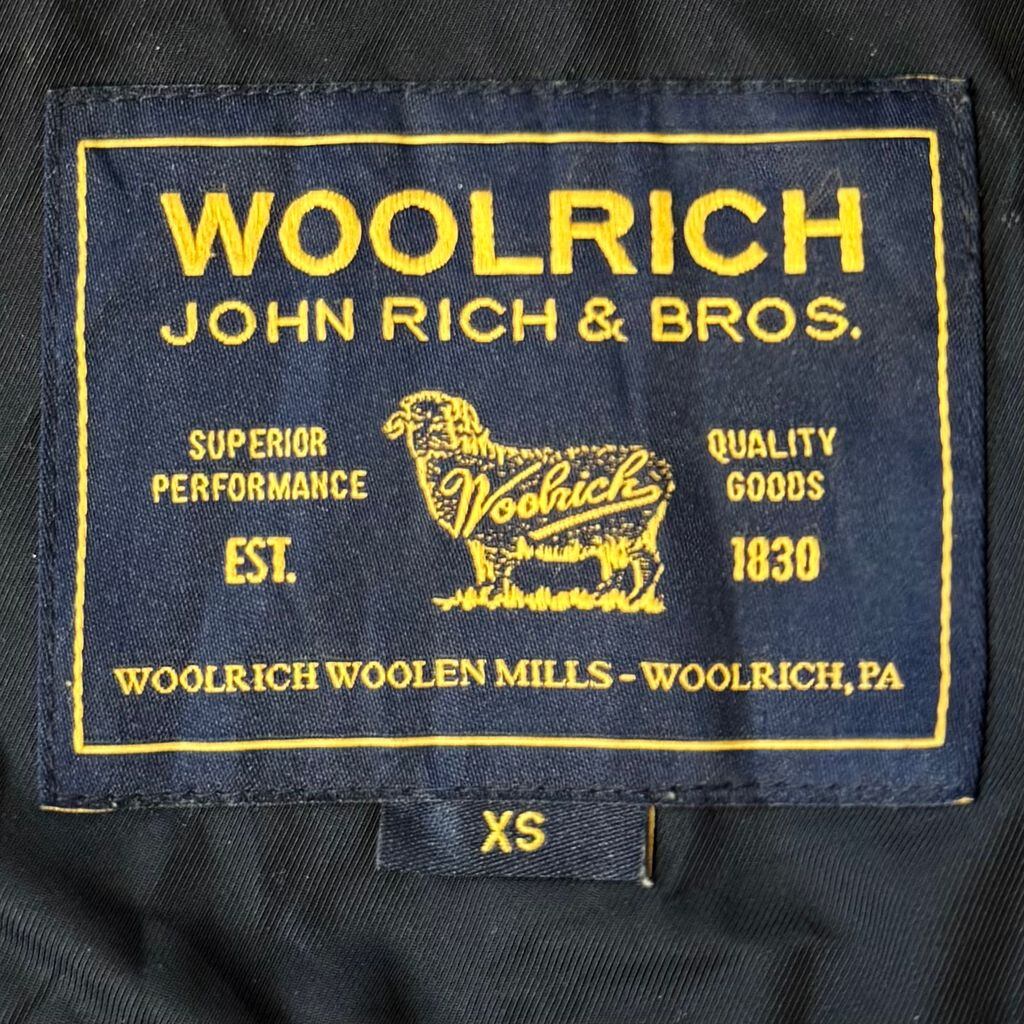 WOOLRICH
JOHN RICH & BROS.
SUPERIOR
PERFORMANCE
EST.
Woolrich
QUALITY
GOODS
1830
WOOLRICH WOOLEN MILLS - WOOLRICH, PA
XS